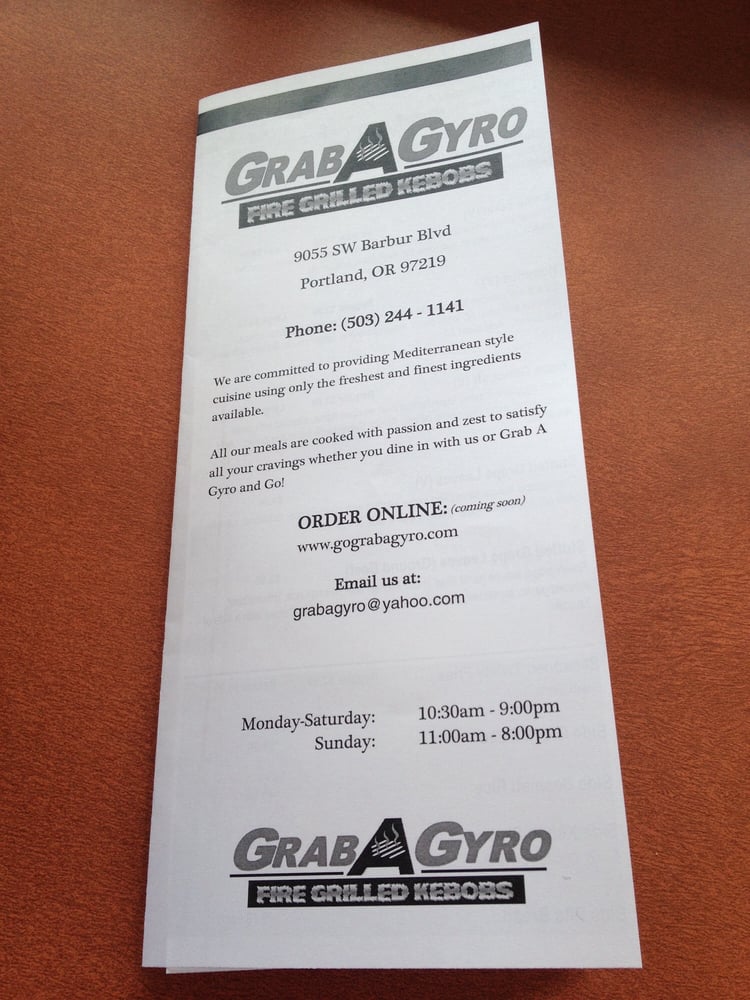 GRAB A GYRO
FIRE GRILLED KEBOBS
9055 SW Barbur Blvd
Portland, OR 97219
Phone: (503) 244 - 1141
We are committed to providing Mediterranean style
cuisine using only the freshest and finest ingredients
available.
All our meals are cooked with passion and zest to satisfy
all your cravings whether you dine in with us or Grab A
Gyro and Go!
ORDER ONLINE: (coming soon)
www.gograbagyro.com
Email us at:
grabagyro@yahoo.com
Monday-Saturday: 10:30am - 9:00pm
Sunday: 11:00am - 8:00pm
GRAB A GYRO
FIRE GRILLED KEBOBS